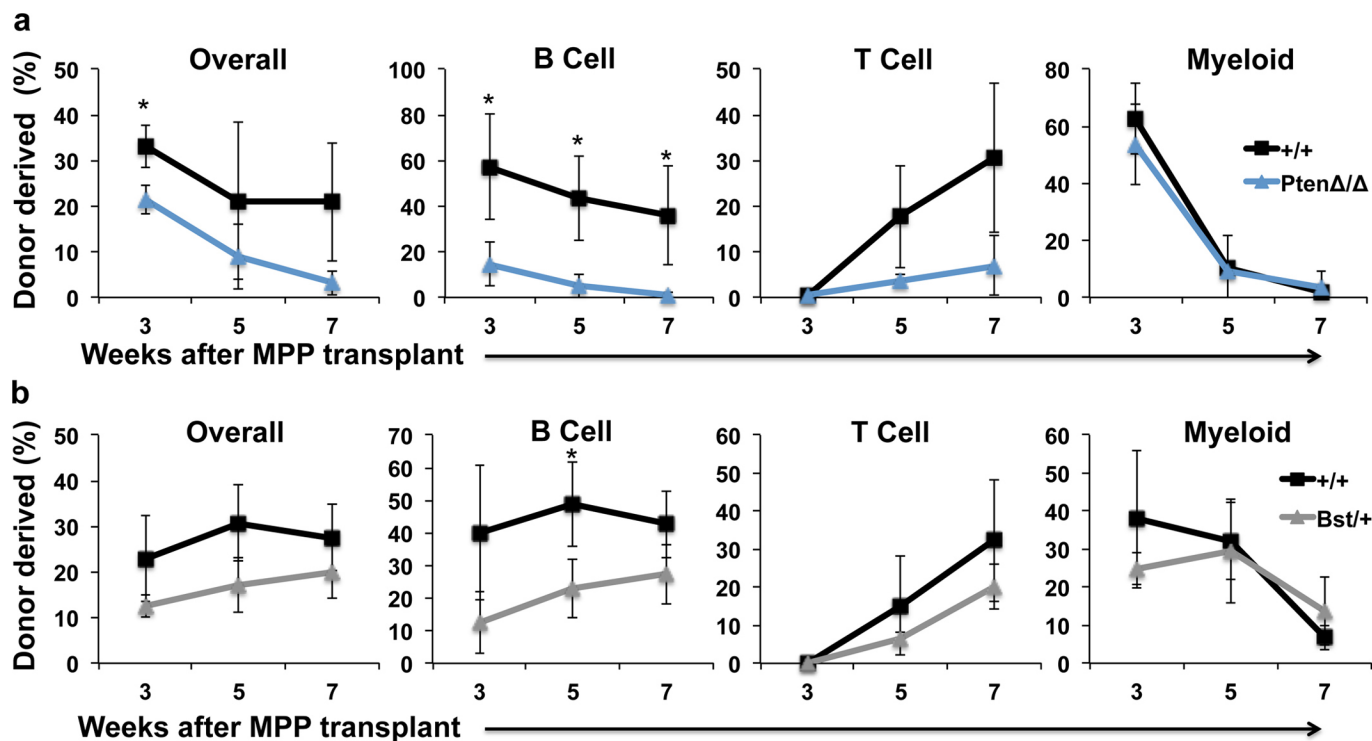 a
Overall
B Cell
T Cell
Myeloid
Donor derived (%)
50
40
30
20
10
0
100
80
60
40
20
0
50
40
30
20
10
0
80
60
40
20
0
*
*
*
*
+/+
PtenΔ/Δ
3 5 7
3 5 7
3 5 7
3 5 7
Weeks after MPP transplant
b
Overall
B Cell
T Cell
Myeloid
Donor derived (%)
50
40
30
20
10
0
70
60
50
40
30
20
10
0
60
50
40
30
20
10
0
60
50
40
30
20
10
0
*
+/+
Bst/+
3 5 7
3 5 7
3 5 7
3 5 7
Weeks after MPP transplant